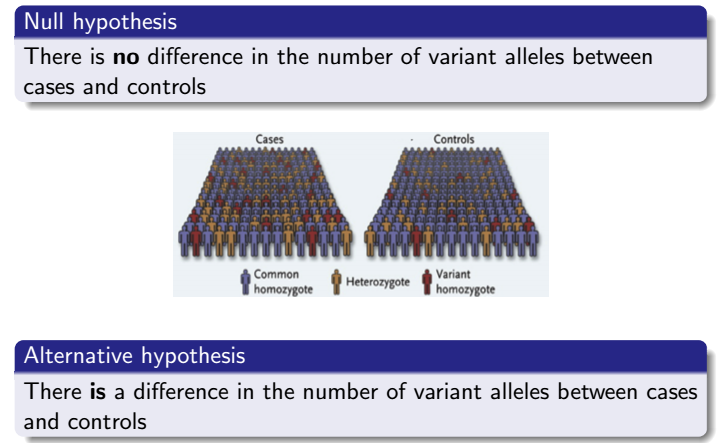 Null hypothesis
There is no difference in the number of variant alleles between
cases and controls
Cases
Controls
Common
homozygote
Heterozygote
Variant
homozygote
Alternative hypothesis
There is a difference in the number of variant alleles between cases
and controls